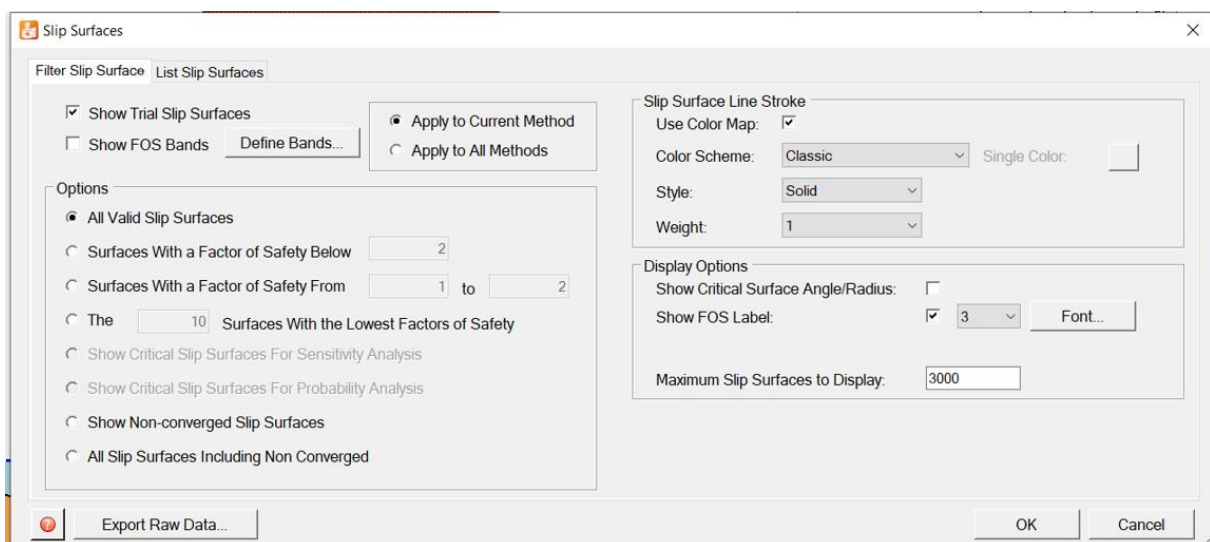 Slip Surfaces
Filter Slip Surface
List Slip Surfaces
Show Trial Slip Surfaces
Show FOS Bands
Define Bands...
Apply to Current Method
Apply to All Methods
Options
All Valid Slip Surfaces
Surfaces With a Factor of Safety Below 2
Surfaces With a Factor of Safety From 1 to 2
The 10 Surfaces With the Lowest Factors of Safety
Show Critical Slip Surfaces For Sensitivity Analysis
Show Critical Slip Surfaces For Probability Analysis
Show Non-converged Slip Surfaces
All Slip Surfaces Including Non Converged
Slip Surface Line Stroke
Use Color Map:
Color Scheme: Classic Single Color:
Style: Solid
Weight: 1
Display Options
Show Critical Surface Angle/Radius:
Show FOS Label: 3 Font...
Maximum Slip Surfaces to Display: 3000
Export Raw Data...
OK
Cancel